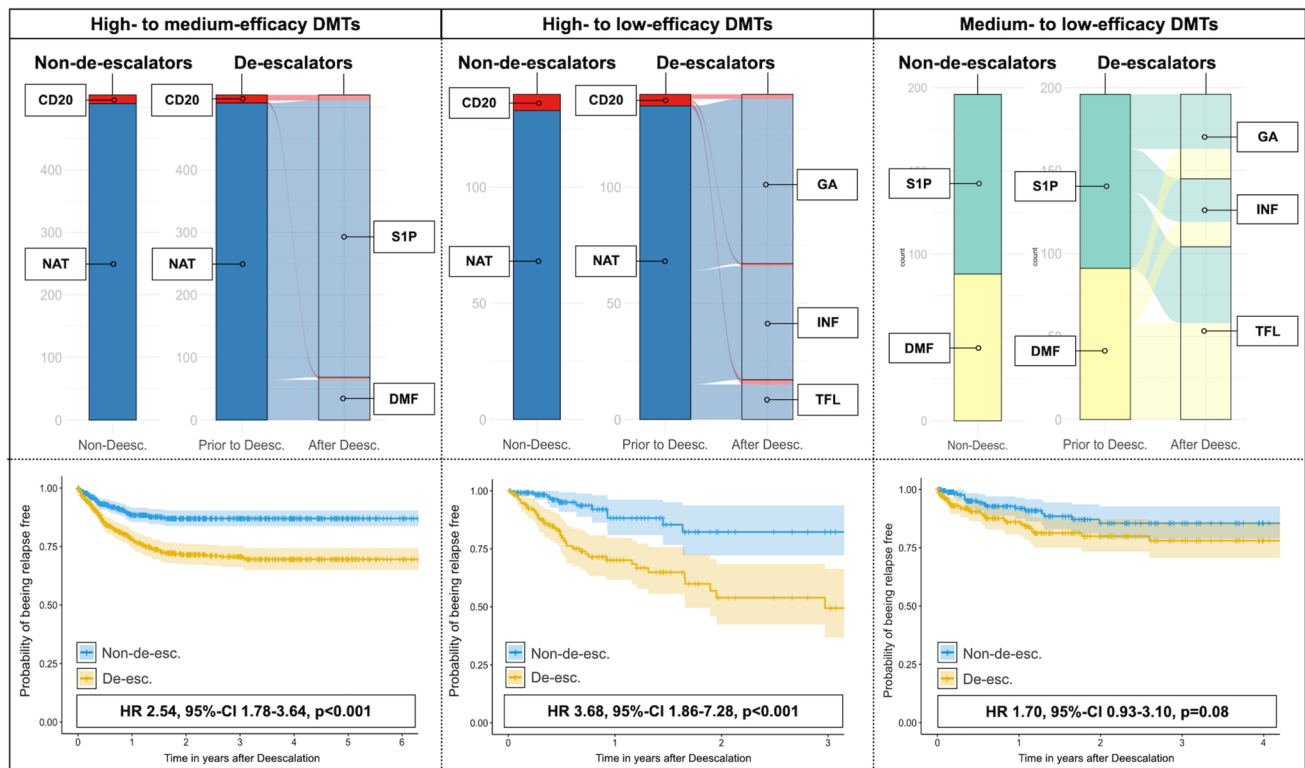 High- to medium-efficacy DMTs
High- to low-efficacy DMTs
Medium- to low-efficacy DMTs
Non-de-escalators
De-escalators
CD20
CD20
400
400
S1P
300
300
NAT
NAT
200
200
100
100
DMF
0
0
Non-Deesc.
Prior to Deesc.
After Deesc.
Non-de-escalators
De-escalators
CD20
CD20
100
100
GA
NAT
NAT
50
50
INF
TFL
0
0
Non-Deesc.
Prior to Deesc.
After Deesc.
Non-de-escalators
De-escalators
200
200
GA
S1P
S1P
INF
count
count
100
100
DMF
DMF
TFL
0
0
Non-Deesc.
Prior to Deesc.
After Deesc.
Probability of beeing relapse free
1.00
0.75
0.50
0.25
0.00
Non-de-esc.
De-esc.
HR 2.54, 95%-CI 1.78-3.64, p<0.001
0
1
2
3
4
5
6
Time in years after Deescalation
Probability of beeing relapse free
1.00
0.75
0.50
0.25
0.00
Non-de-esc.
De-esc.
HR 3.68, 95%-CI 1.86-7.28, p<0.001
0
1
2
3
Time in years after Deescalation
Probability of beeing relapse free
1.00
0.75
0.50
0.25
0.00
Non-de-esc.
De-esc.
HR 1.70, 95%-CI 0.93-3.10, p=0.08
0
1
2
3
4
Time in years after Deescalation